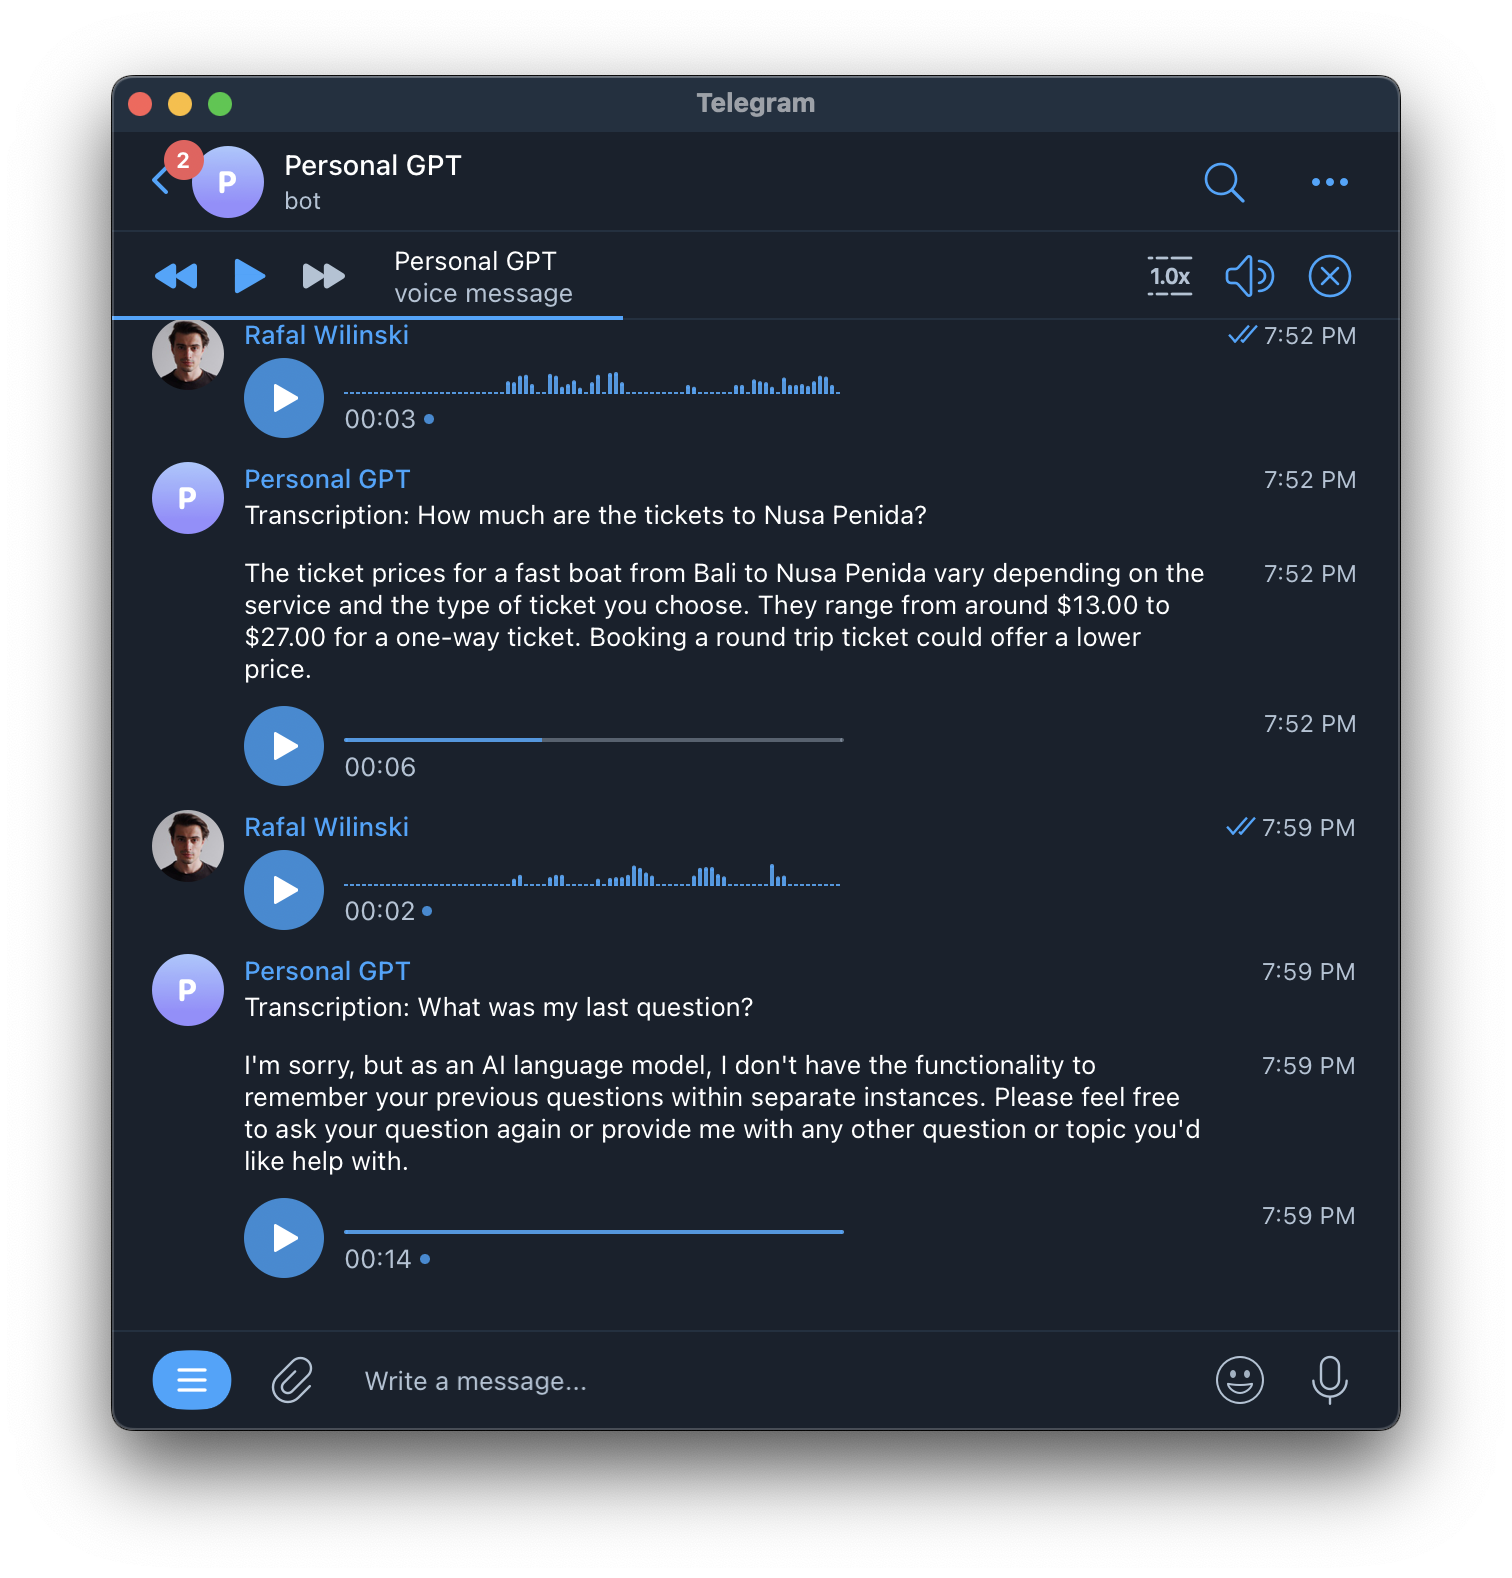 Telegram
2
P
Personal GPT
bot
Personal GPT
voice message
1.0x
Rafal Wilinski
7:52 PM
00:03
P
Personal GPT
7:52 PM
Transcription: How much are the tickets to Nusa Penida?
The ticket prices for a fast boat from Bali to Nusa Penida vary depending on the
7:52 PM
service and the type of ticket you choose. They range from around $13.00 to
$27.00 for a one-way ticket. Booking a round trip ticket could offer a lower
price.
7:52 PM
00:06
Rafal Wilinski
7:59 PM
00:02
P
Personal GPT
7:59 PM
Transcription: What was my last question?
I'm sorry, but as an AI language model, I don't have the functionality to
7:59 PM
remember your previous questions within separate instances. Please feel free
to ask your question again or provide me with any other question or topic you'd
like help with.
7:59 PM
00:14
Write a message...